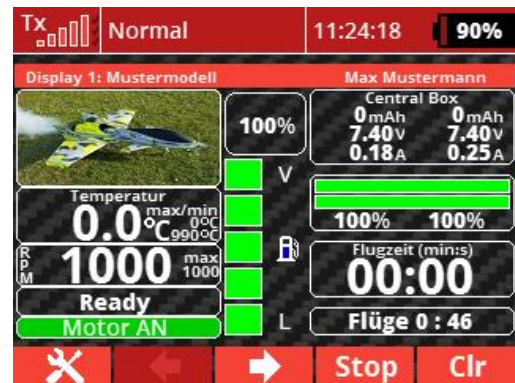 Tx Normal 11:24:18 90%
Display 1: Mustermodell Max Mustermann
100%
V
L
Central Box
0mAh 0mAh
7.40V 7.40V
0.18A 0.25A
100% 100%
Temperatur
0.0°C max/min
0°C
990°C
RPM 1000 max
1000
Flugzeit (min:s)
00:00
Ready
Motor AN
Flüge 0 : 46
Stop Clr